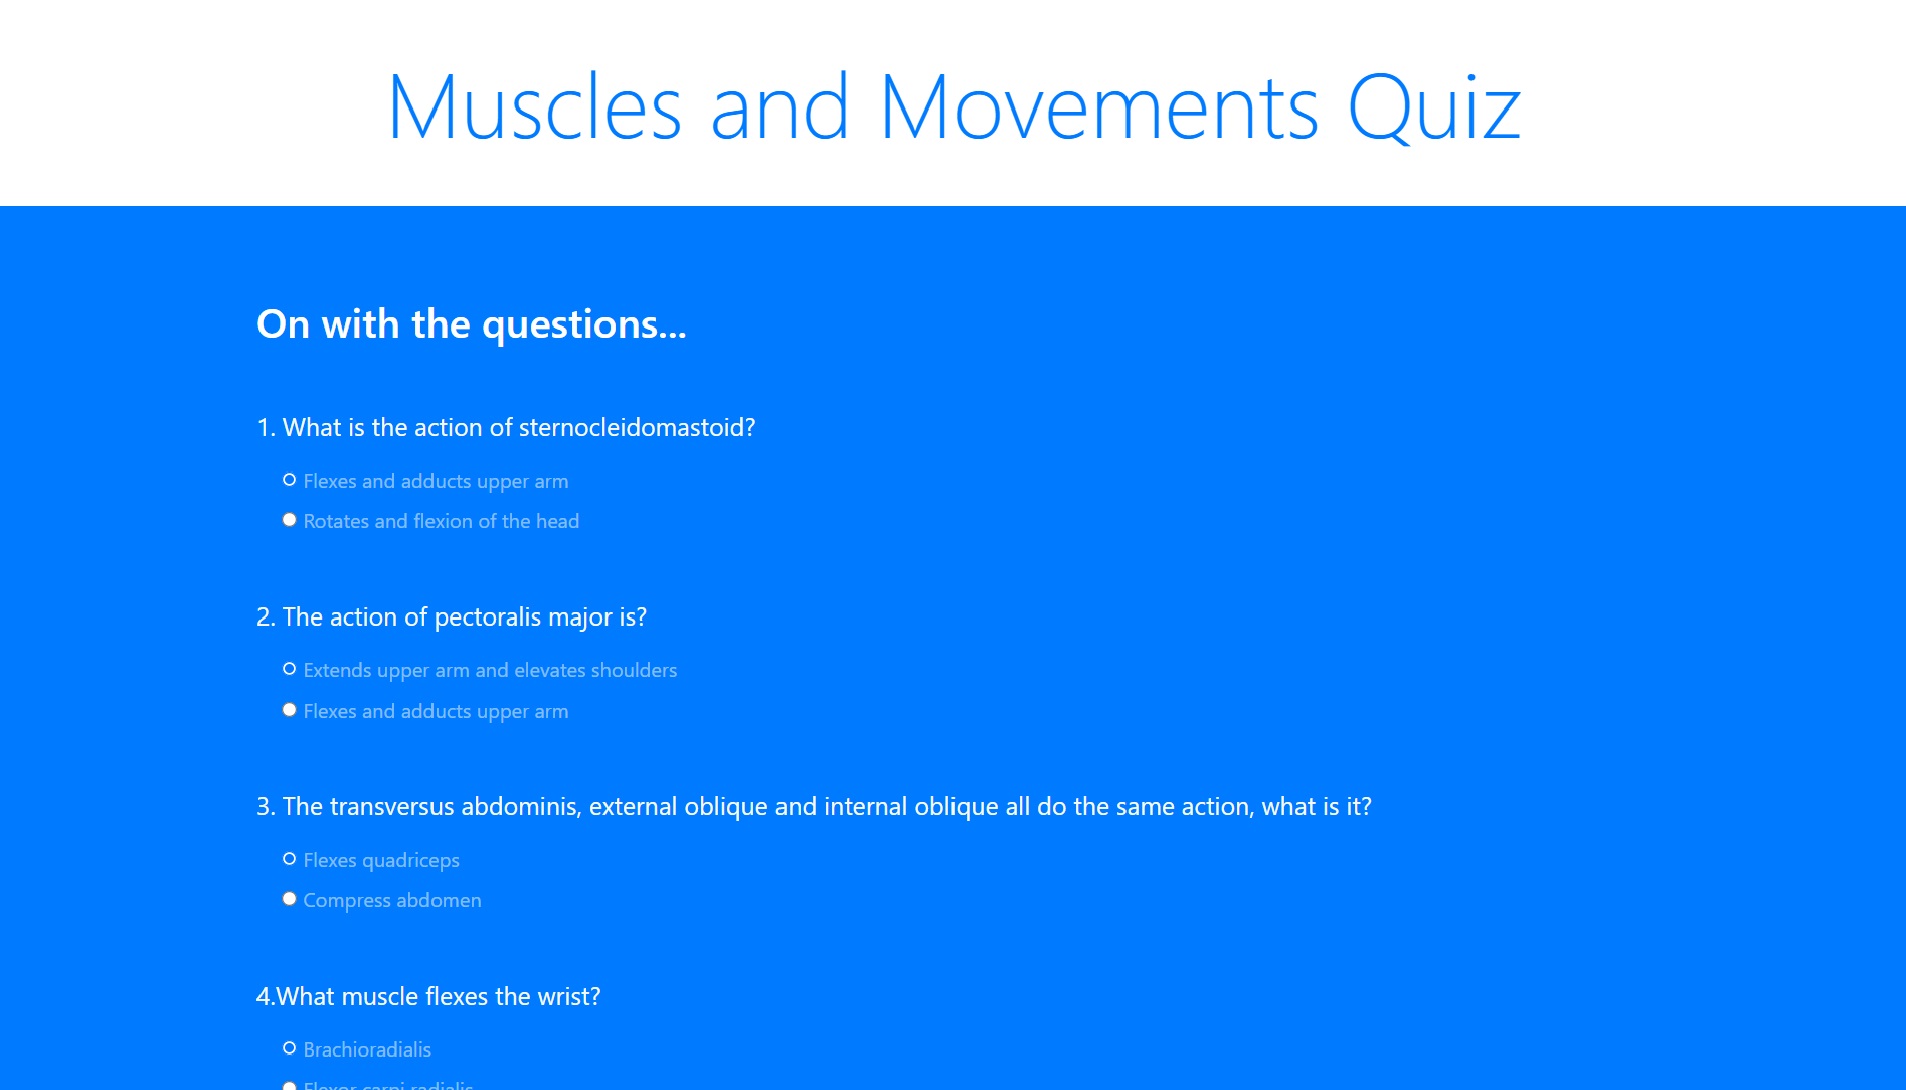 Muscles and Movements Quiz
On with the questions...
1. What is the action of sternocleidomastoid?
Flexes and adducts upper arm
Rotates and flexion of the head
2. The action of pectoralis major is?
Extends upper arm and elevates shoulders
Flexes and adducts upper arm
3. The transversus abdominis, external oblique and internal oblique all do the same action, what is it?
Flexes quadriceps
Compress abdomen
4.What muscle flexes the wrist?
Brachioradialis
Flexor carpi radialis